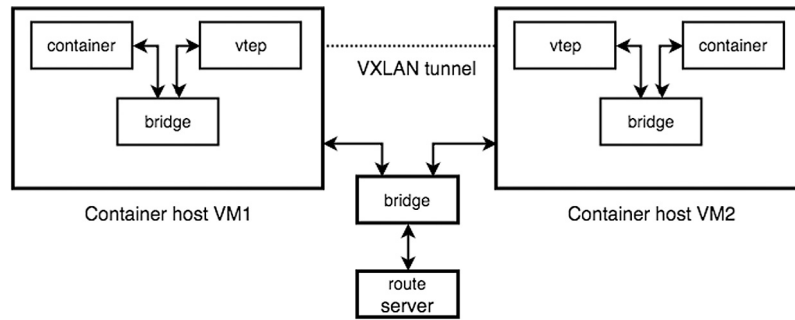 container
vtep
bridge
Container host VM1
VXLAN tunnel
vtep
container
bridge
Container host VM2
bridge
route
server